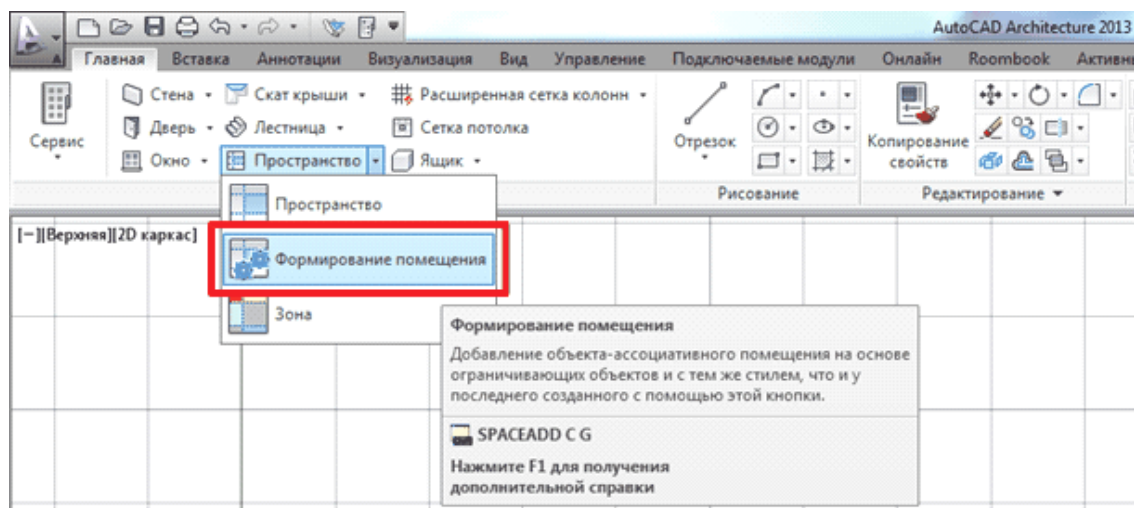 AutoCAD Architecture 2013
Главная Вставка Аннотации Визуализация Вид Управление Подключаемые модули Онлайн Roombook
Стена Скат крыши Расширенная сетка колонн
Сервис Дверь Лестница Сетка потолка Отрезок Копирование свойств
Окно Пространство Ящик
Рисование Редактирование
Пространство
[−][Верхняя][2D каркас]
Формирование помещения
Зона
Формирование помещения
Добавление объекта-ассоциативного помещения на основе
ограничивающих объектов и с тем же стилем, что и у
последнего созданного с помощью этой кнопки.
SPACEADD C G
Нажмите F1 для получения
дополнительной справки